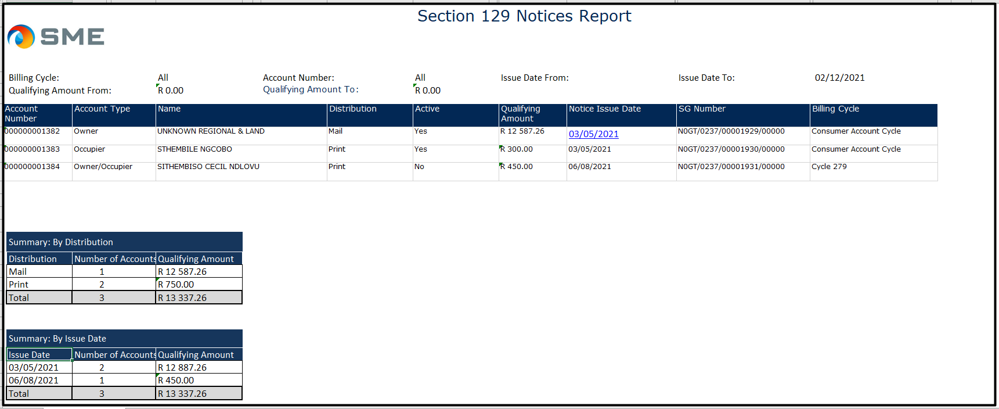 Section 129 Notices Report
SME
Billing Cycle: All Account Number: All Issue Date From: Issue Date To: 02/12/2021
Qualifying Amount From: R 0.00 Qualifying Amount To: R 0.00
Account Number Account Type Name Distribution Active Qualifying Amount Notice Issue Date SG Number Billing Cycle
000000001382 Owner UNKNOWN REGIONAL & LAND Mail Yes R 12 587.26 03/05/2021 N0GT/0237/00001929/00000 Consumer Account Cycle
000000001383 Occupier STHEMBILE NGCOBO Print Yes R 300.00 03/05/2021 N0GT/0237/00001930/00000 Consumer Account Cycle
000000001384 Owner/Occupier SITHEMBISO CECIL NDLOVU Print No R 450.00 06/08/2021 N0GT/0237/00001931/00000 Cycle 279
Summary: By Distribution
Distribution Number of Accounts Qualifying Amount
Mail 1 R 12 587.26
Print 2 R 750.00
Total 3 R 13 337.26
Summary: By Issue Date
Issue Date Number of Accounts Qualifying Amount
03/05/2021 2 R 12 887.26
06/08/2021 1 R 450.00
Total 3 R 13 337.26